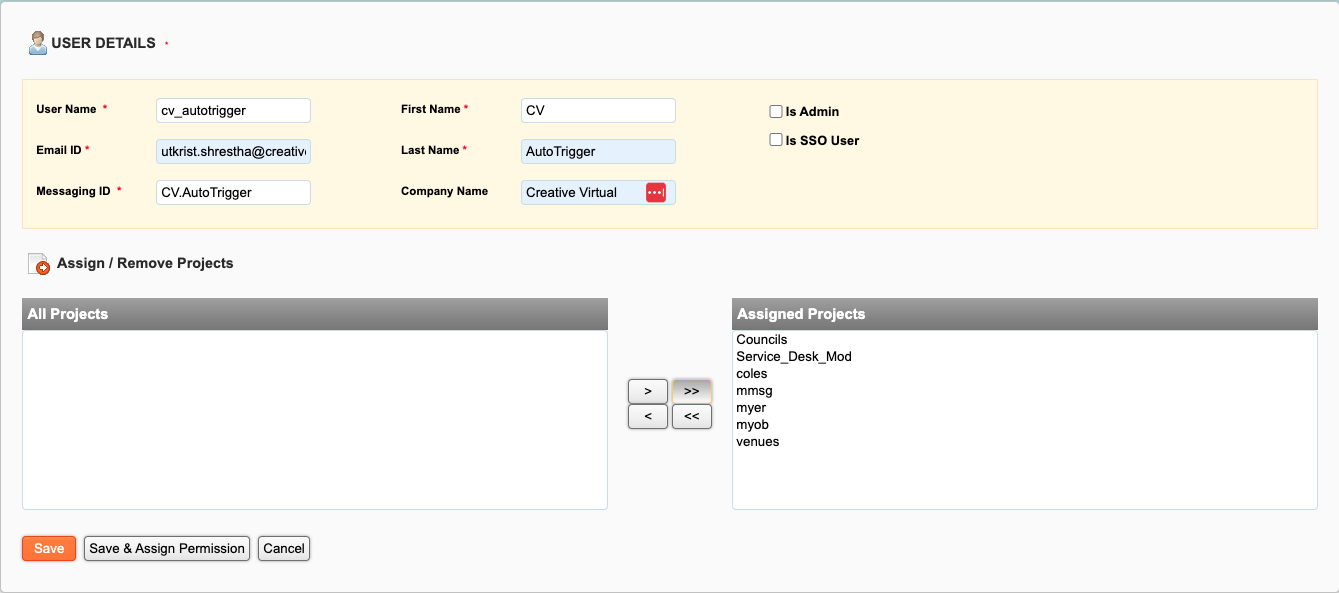 USER DETAILS *
User Name * cv_autotrigger First Name * CV Is Admin
Is SSO User
Email ID * utkrist.shrestha@creativ Last Name * AutoTrigger
Messaging ID * CV.AutoTrigger Company Name Creative Virtual
Assign / Remove Projects
All Projects
> >>
< <<
Assigned Projects
Councils
Service_Desk_Mod
coles
mmsg
myer
myob
venues
Save Save & Assign Permission Cancel